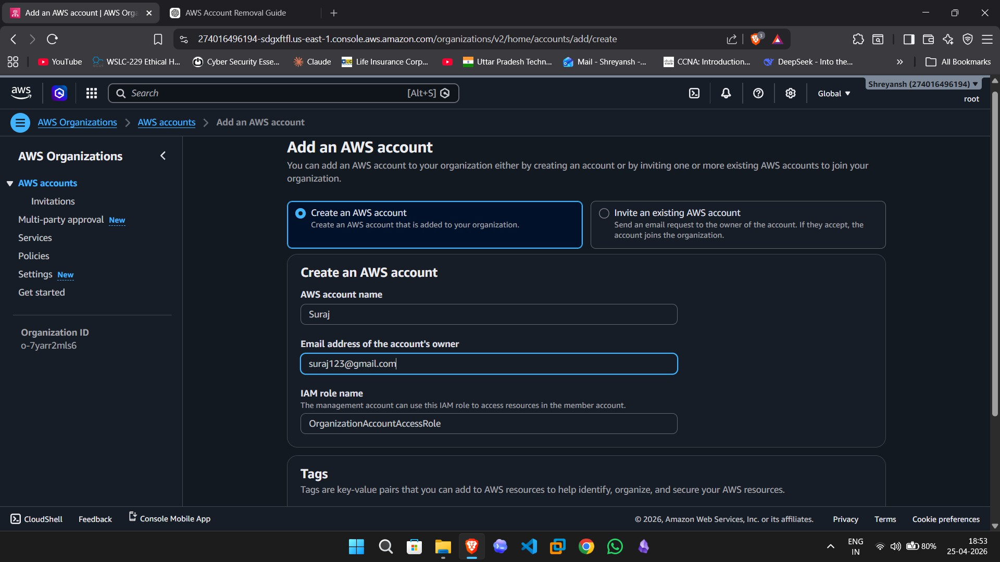 Add an AWS account | AWS Orga
AWS Account Removal Guide
274016496194-sdgxftfl.us-east-1.console.aws.amazon.com/organizations/v2/home/accounts/add/create
3
YouTube
WSLC-229 Ethical H...
Cyber Security Esse...
Claude
Life Insurance Corp...
Uttar Pradesh Techn...
Mail - Shreyansh -...
CCNA: Introduction...
DeepSeek - Into the...
All Bookmarks
aws
Search
[Alt+S]
Global
Shreyansh (274016496194)
root
AWS Organizations
AWS accounts
Add an AWS account
AWS Organizations
AWS accounts
Invitations
Multi-party approval New
Services
Policies
Settings New
Get started
Organization ID
o-7yarr2mls6
Add an AWS account
You can add an AWS account to your organization either by creating an account or by inviting one or more existing AWS accounts to join your
organization.
Create an AWS account
Create an AWS account that is added to your organization.
Invite an existing AWS account
Send an email request to the owner of the account. If they accept, the
account joins the organization.
Create an AWS account
AWS account name
Suraj
Email address of the account's owner
suraj123@gmail.com
IAM role name
The management account can use this IAM role to access resources in the member account.
OrganizationAccountAccessRole
Tags
Tags are key-value pairs that you can add to AWS resources to help identify, organize, and secure your AWS resources.
CloudShell
Feedback
Console Mobile App
© 2026, Amazon Web Services, Inc. or its affiliates.
Privacy
Terms
Cookie preferences
ENG
IN
80%
18:53
25-04-2026